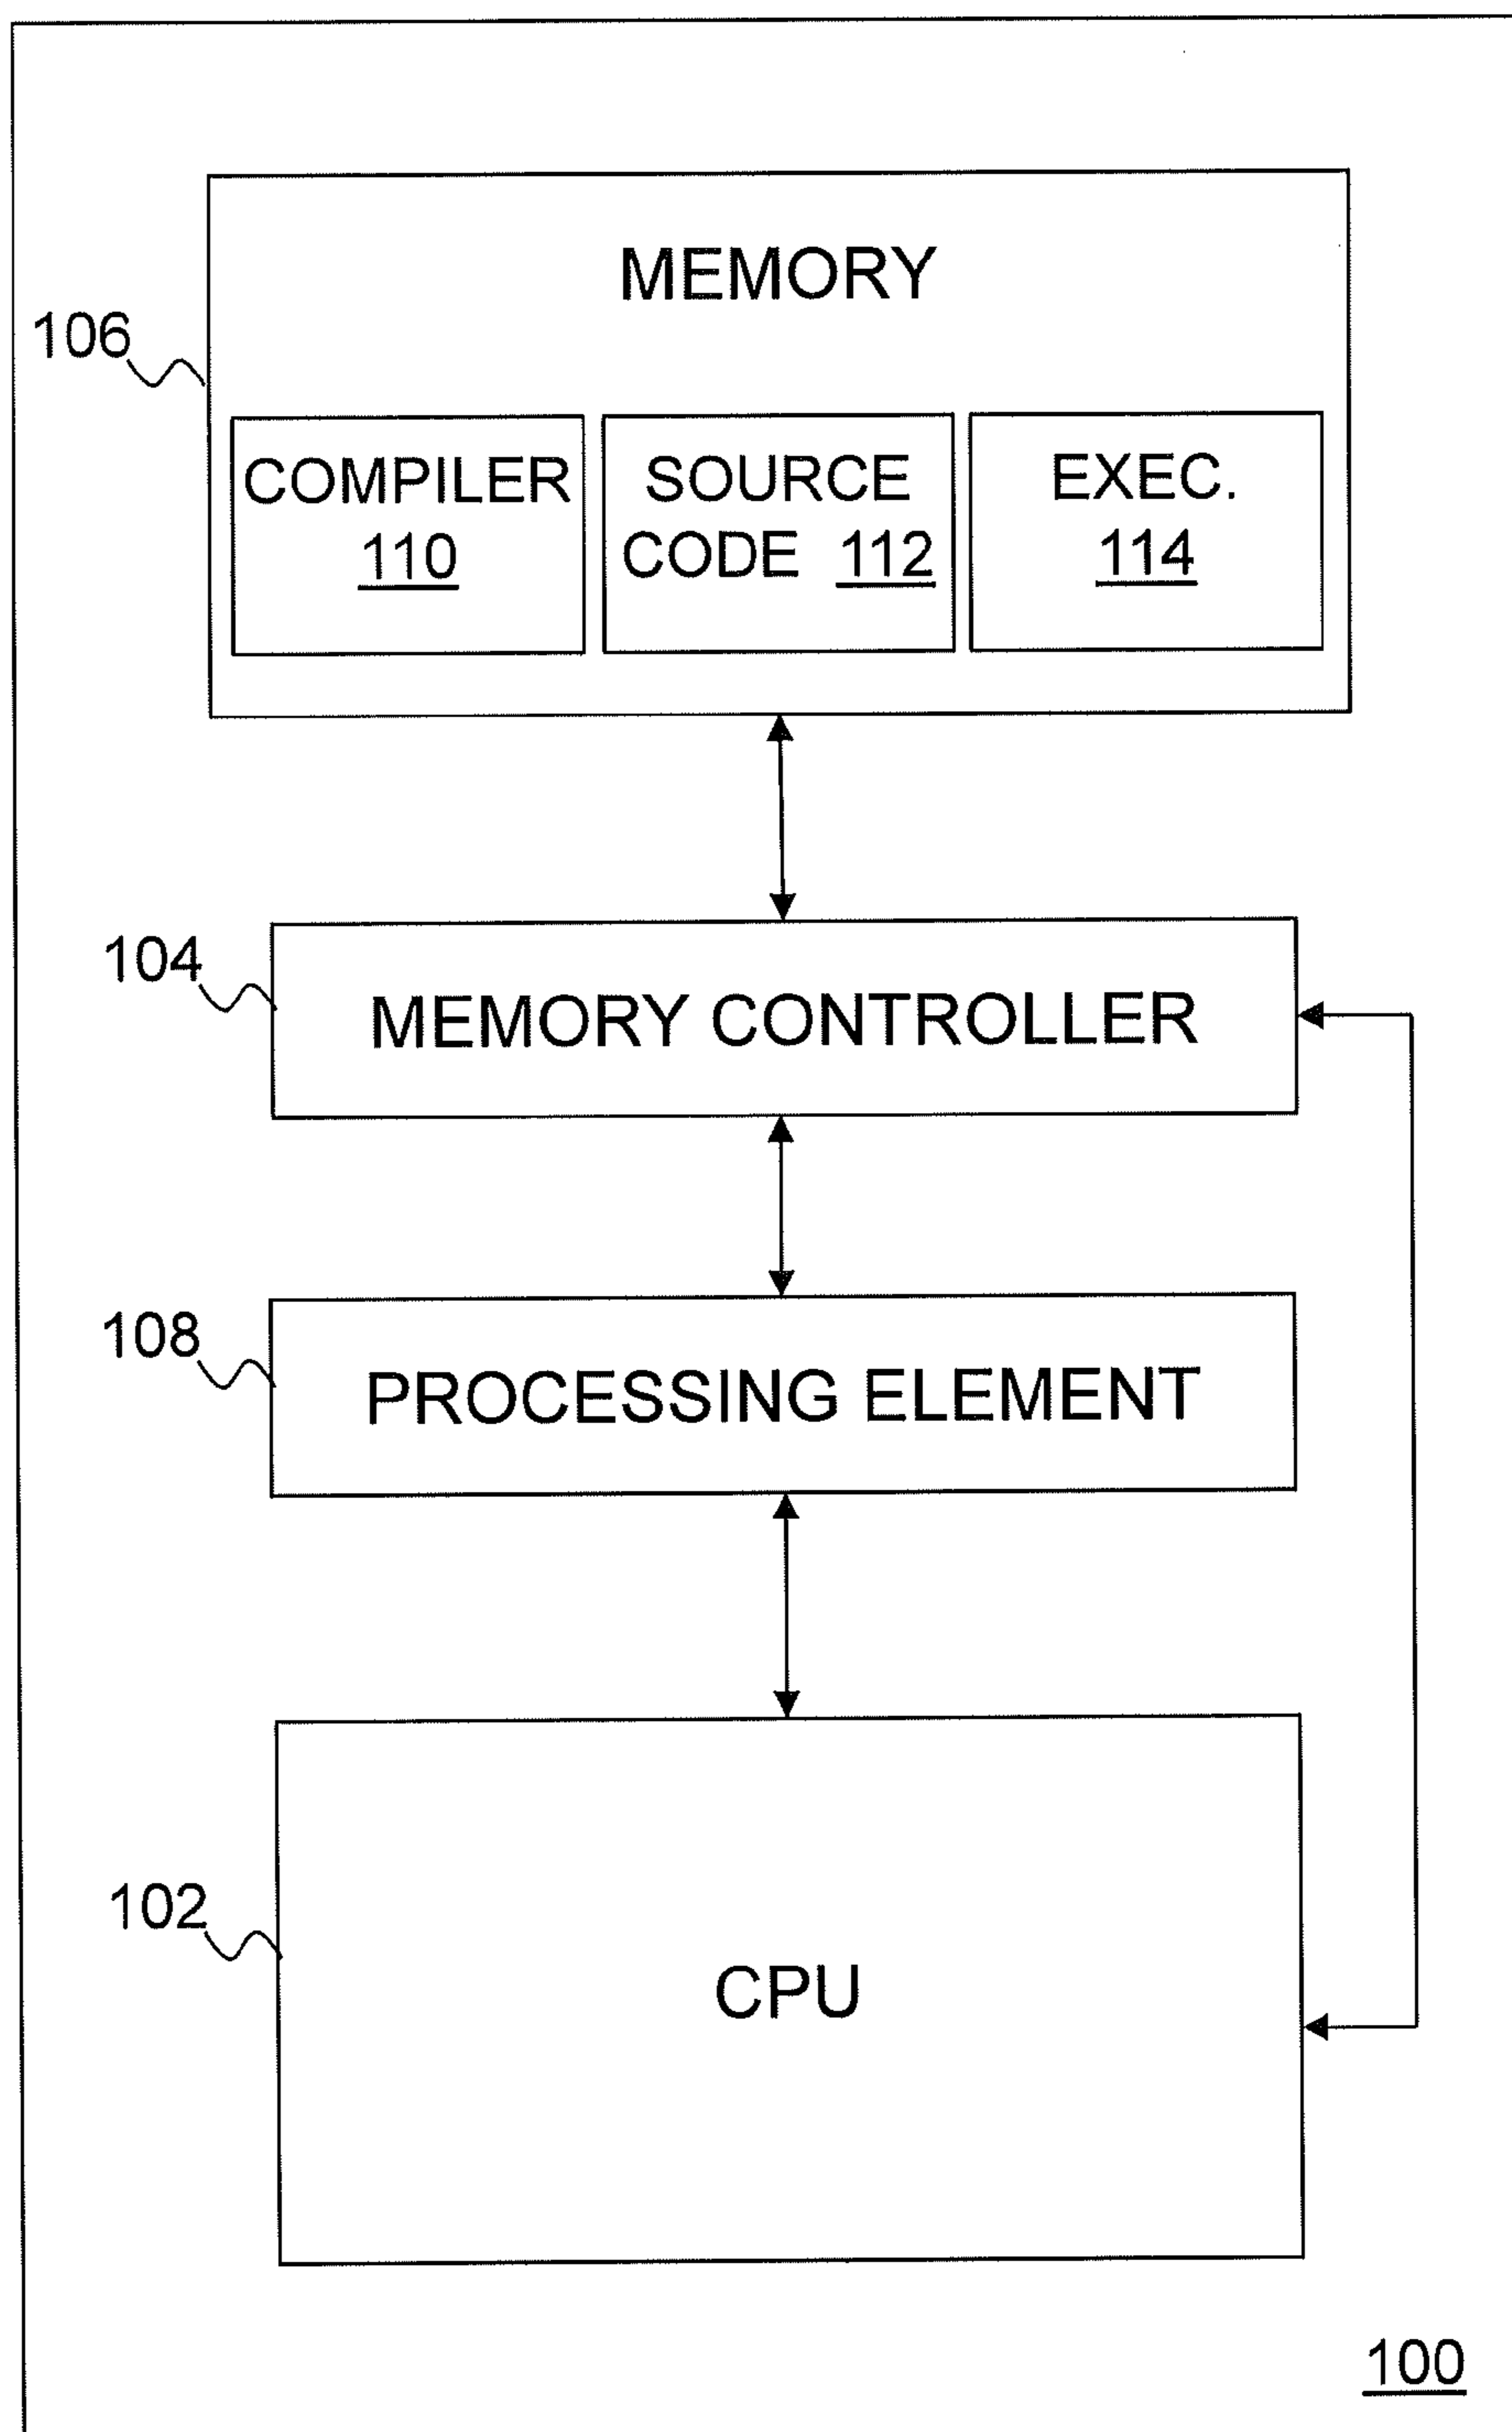 MEMORY
106
COMPILER
110
SOURCE
CODE 112
EXEC.
114
104
MEMORY CONTROLLER
108
PROCESSING ELEMENT
102
CPU
100